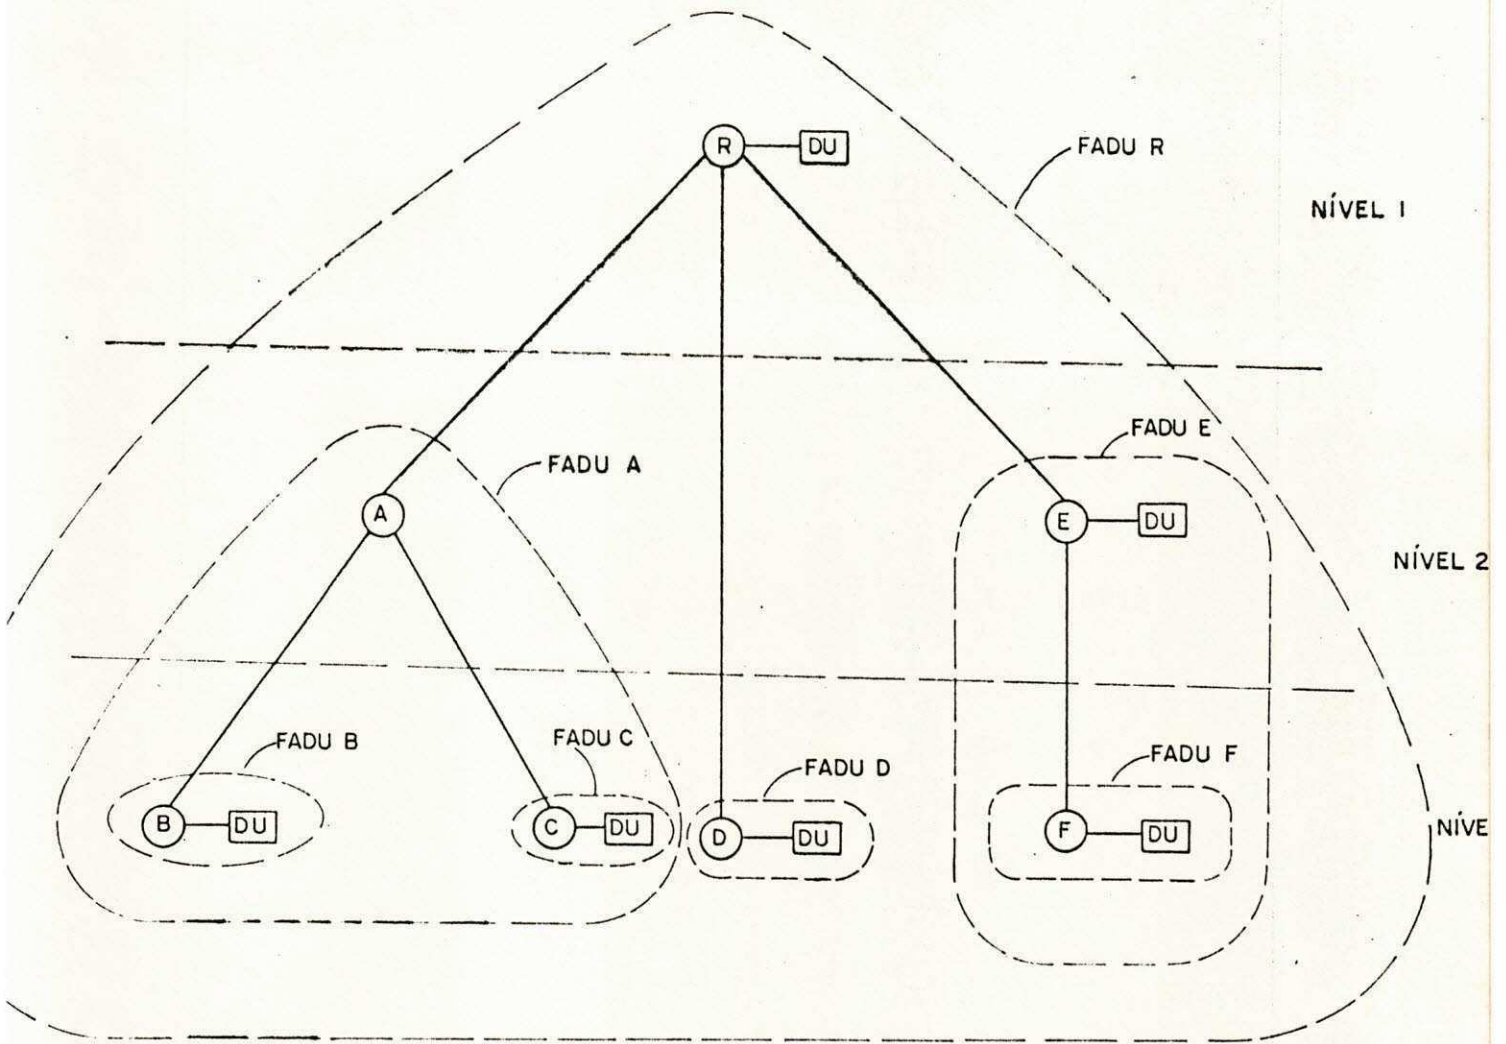 R
DU
FADU R
NÍVEL 1
FADU E
FADU A
A
E
DU
NÍVEL 2
FADU B
FADU C
FADU D
FADU F
B
DU
C
DU
D
DU
F
DU
NÍVE